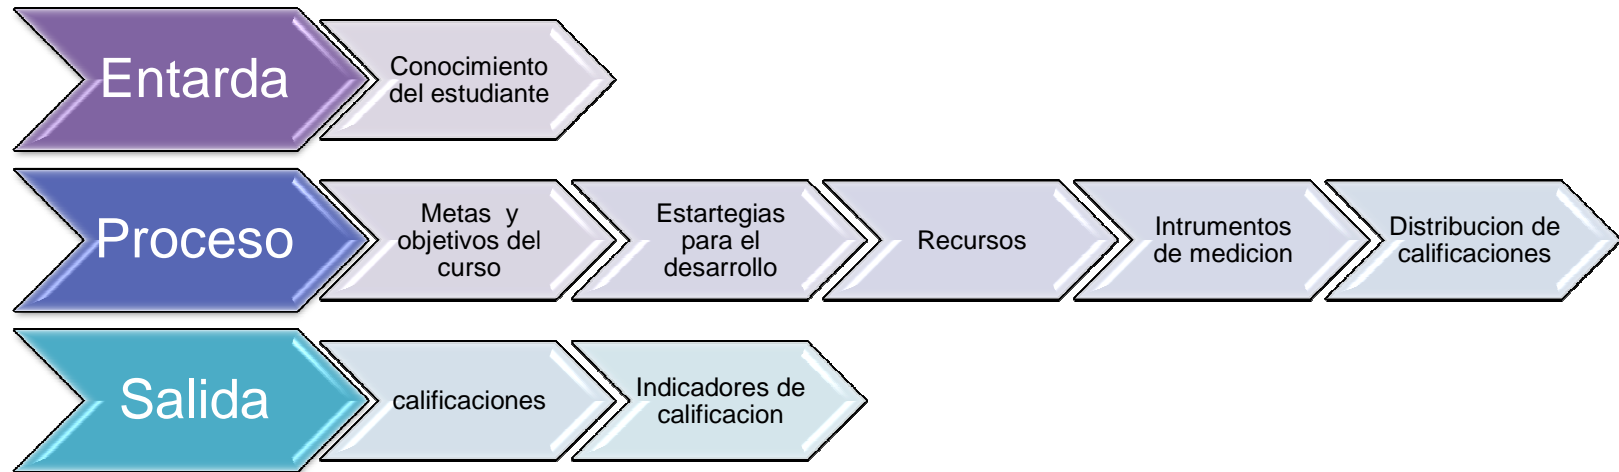 Entarda
Conocimiento
del estudiante
Proceso
Metas y
objetivos del
curso
Estartegias
para el
desarrollo
Recursos
Intrumentos
de medicion
Distribucion de
calificaciones
Salida
calificaciones
Indicadores de
calificacion